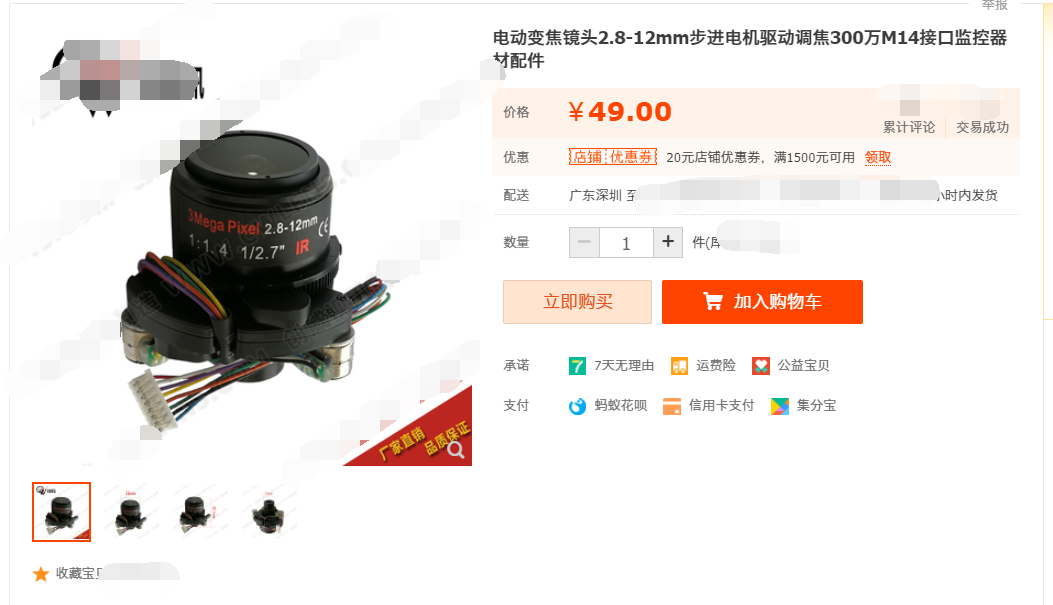 举报
电动变焦镜头2.8-12mm步进电机驱动调焦300万M14接口监控器
材配件
价格
¥49.00
累计评论
交易成功
优惠
店铺优惠券 20元店铺优惠券，满1500元可用 领取
配送
广东深圳 至
小时内发货
数量
1
件(库
立即购买
加入购物车
承诺
7天无理由
运费险
公益宝贝
支付
蚂蚁花呗
信用卡支付
集分宝
3Mega Pixel 2.8-12mm
1:1.4 1/2.7" IR CE
厂家直销
品质保证
收藏宝贝